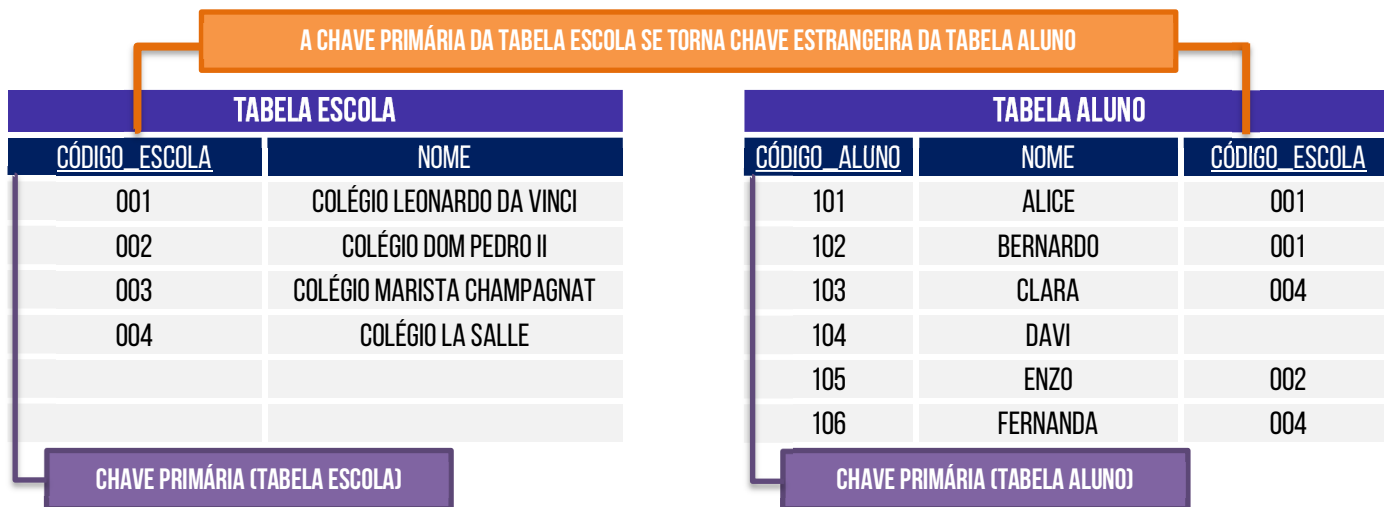 A CHAVE PRIMÁRIA DA TABELA ESCOLA SE TORNA CHAVE ESTRANGEIRA DA TABELA ALUNO
TABELA ESCOLA
CÓDIGO_ESCOLA NOME
001 COLÉGIO LEONARDO DA VINCI
002 COLÉGIO DOM PEDRO II
003 COLÉGIO MARISTA CHAMPAGNAT
004 COLÉGIO LA SALLE
CHAVE PRIMÁRIA (TABELA ESCOLA)
TABELA ALUNO
CÓDIGO_ALUNO NOME CÓDIGO_ESCOLA
101 ALICE 001
102 BERNARDO 001
103 CLARA 004
104 DAVI
105 ENZO 002
106 FERNANDA 004
CHAVE PRIMÁRIA (TABELA ALUNO)